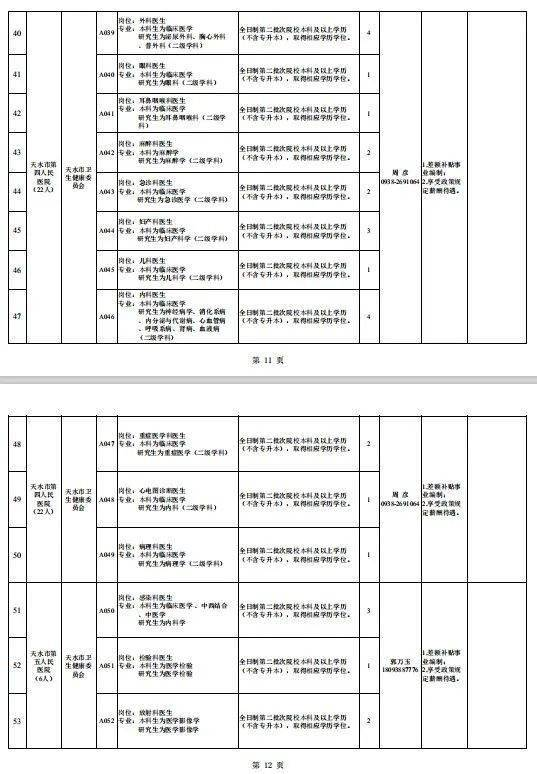 40
天水市第四人民医院（22人）
天水市卫生健康委员会
A039
岗位：外科医生
专业：本科生为临床医学
研究生为泌尿外科、胸心外科
、普外科（二级学科）
全日制第二批次院校本科及以上学历
（不含专升本），取得相应学历学位。
4
周 彦
0938-2691064
1.差额补贴事
业编制；
2.享受政策规
定薪酬待遇。
41
A040
岗位：眼科医生
专业：本科生为临床医学
研究生为眼科（二级学科）
全日制第二批次院校本科及以上学历
（不含专升本），取得相应学历学位。
1
42
A041
岗位：耳鼻咽喉科医生
专业：本科生为临床医学
研究生为耳鼻咽喉科（二级学
科）
全日制第二批次院校本科及以上学历
（不含专升本），取得相应学历学位。
1
43
A042
岗位：麻醉科医生
专业：本科为麻醉学
研究生为麻醉学（二级学科）
全日制第二批次院校本科及以上学历
（不含专升本），取得相应学历学位。
2
44
A043
岗位：急诊科医生
专业：本科生为临床医学
研究生为急诊医学（二级学科）
全日制第二批次院校本科及以上学历
（不含专升本），取得相应学历学位。
2
45
A044
岗位：妇产科医生
专业：本科生为临床医学
研究生为妇产科学（二级学科）
全日制第二批次院校本科及以上学历
（不含专升本），取得相应学历学位。
3
46
A045
岗位：儿科医生
专业：本科生为临床医学
研究生为儿科学（二级学科）
全日制第二批次院校本科及以上学历
（不含专升本），取得相应学历学位。
1
47
A046
岗位：内科医生
专业：本科生为临床医学
研究生为神经病学、消化系病
、内分泌与代谢病、心血管病
、呼吸系病、肾病、血液病
（二级学科）
全日制第二批次院校本科及以上学历
（不含专升本），取得相应学历学位。
4
第 11 页
48
天水市第四人民医院（22人）
天水市卫生健康委员会
A047
岗位：重症医学科医生
专业：本科生为临床医学
研究生为重症医学（二级学科）
全日制第二批次院校本科及以上学历
（不含专升本），取得相应学历学位。
2
周 彦
0938-2691064
1.差额补贴事
业编制；
2.享受政策规
定薪酬待遇。
49
A048
岗位：心电图诊断医生
专业：本科生为临床医学
研究生为内科（二级学科）
全日制第二批次院校本科及以上学历
（不含专升本），取得相应学历学位。
1
50
A049
岗位：病理科医生
专业：本科生为临床医学
研究生为病理学（二级学科）
全日制第二批次院校本科及以上学历
（不含专升本），取得相应学历学位。
1
51
天水市第五人民医院（6人）
天水市卫生健康委员会
A050
岗位：感染科医生
专业：本科生为临床医学、中西结合
、中医学
研究生为内科学
全日制第二批次院校本科及以上学历
（不含专升本），取得相应学历学位。
3
郭万玉
18093887776
1.差额补贴事
业编制；
2.享受政策规
定薪酬待遇。
52
A051
岗位：检验科医生
专业：本科生为医学检验
研究生为医学检验
全日制第二批次院校本科及以上学历
（不含专升本），取得相应学历学位。
1
53
A052
岗位：放射科医生
专业：本科生为医学影像学
研究生为医学影像学
全日制第二批次院校本科及以上学历
（不含专升本），取得相应学历学位。
2
第 12 页